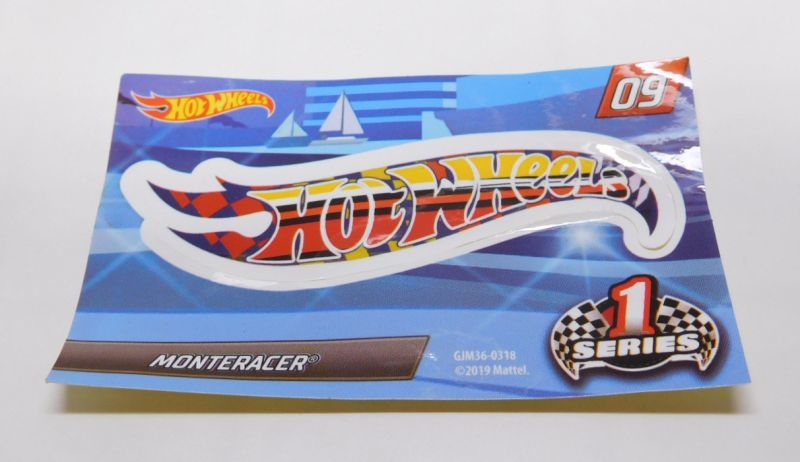 HOT WHEELS
09
HOT WHEELS
1
SERIES
MONTERACER®
GJM36-0318
©2019 Mattel.